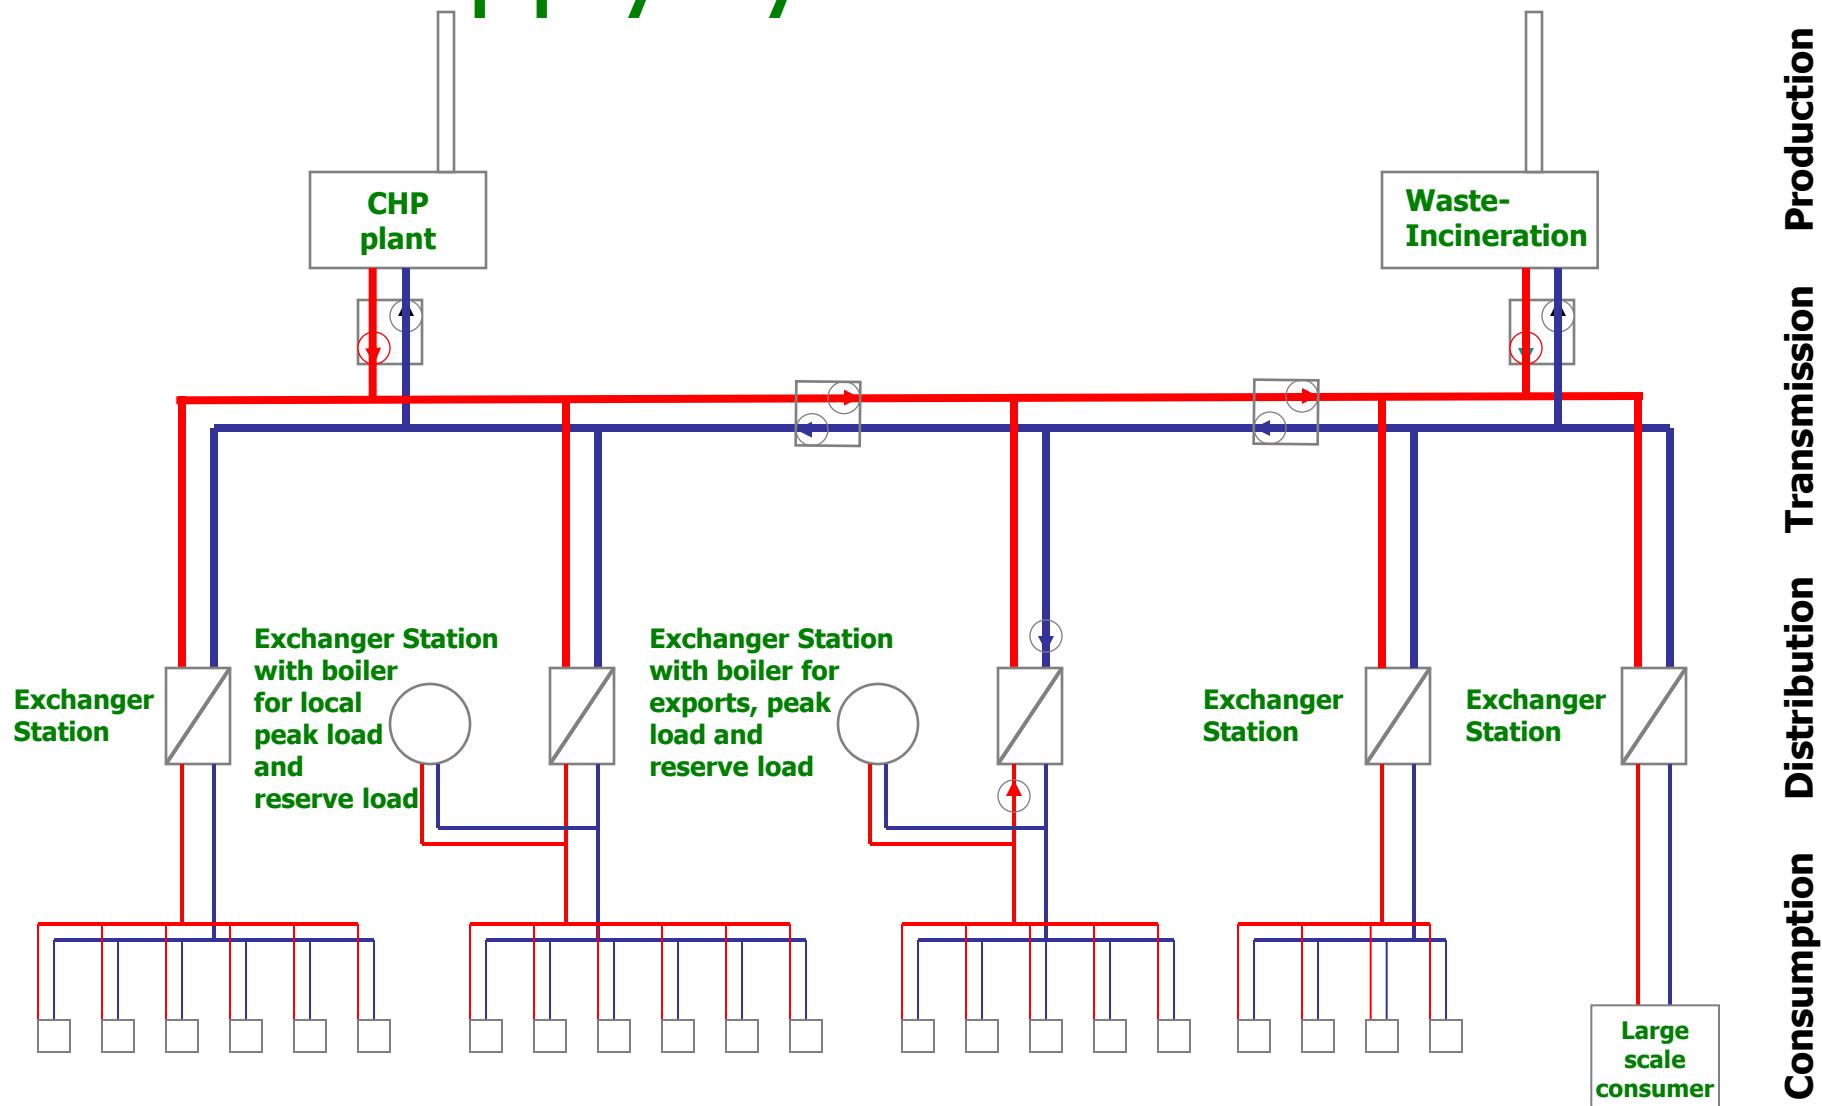 CHP
plant
Waste-
Incineration
Production
Transmission
Distribution
Consumption
Exchanger
Station
Exchanger Station
with boiler
for local
peak load
and
reserve load
Exchanger Station
with boiler for
exports, peak
load and
reserve load
Exchanger
Station
Exchanger
Station
Large
scale
consumer